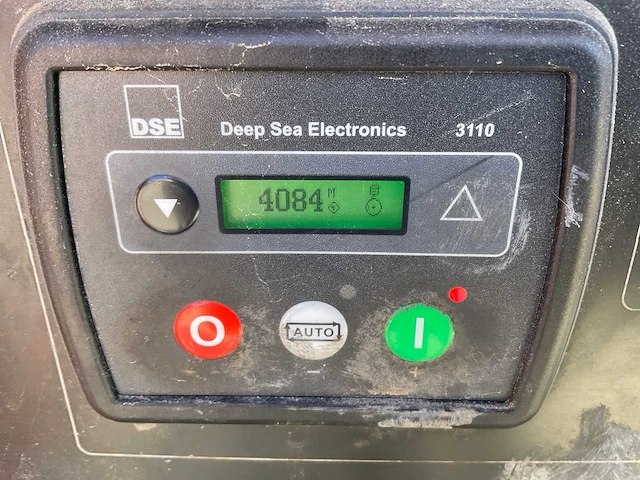 DSE Deep Sea Electronics 3110
4084 M
O AUTO I